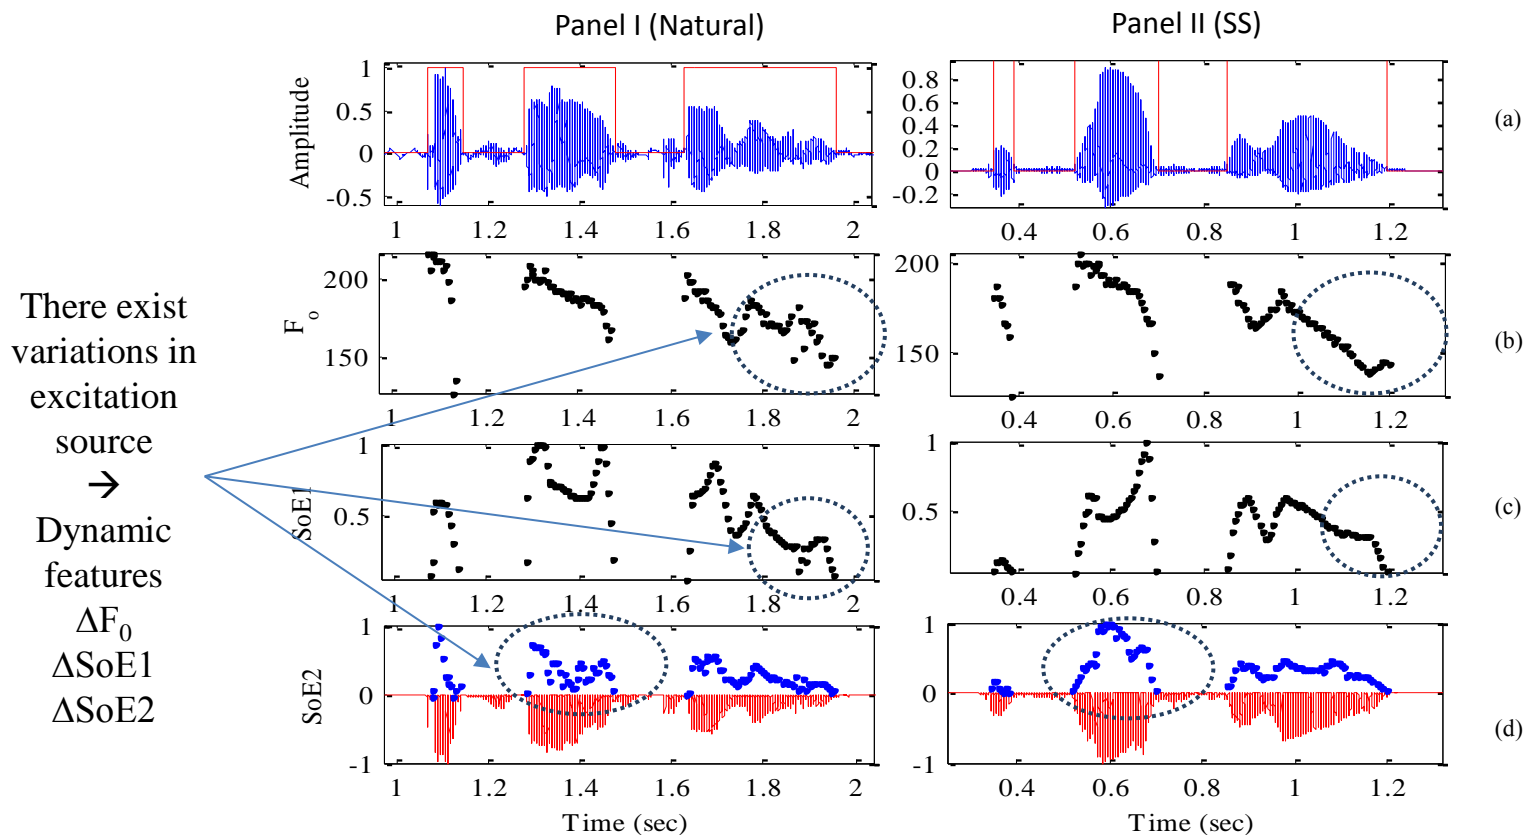 Panel I (Natural)
Panel II (SS)
Amplitude
1
0.5
0
-0.5
1 1.2 1.4 1.6 1.8 2
0.8
0.6
0.4
0.2
0
-0.2
0.4 0.6 0.8 1 1.2
(a)
There exist
variations in
excitation
source
→
Dynamic
features
ΔF₀
ΔSoE1
ΔSoE2
Fₒ
200
150
1 1.2 1.4 1.6 1.8 2
200
150
0.4 0.6 0.8 1 1.2
(b)
SoE1
1
0.5
1 1.2 1.4 1.6 1.8 2
1
0.5
0
0.4 0.6 0.8 1 1.2
(c)
SoE2
1
0
-1
1 1.2 1.4 1.6 1.8 2
Time (sec)
1
0
-1
0.4 0.6 0.8 1 1.2
Time (sec)
(d)